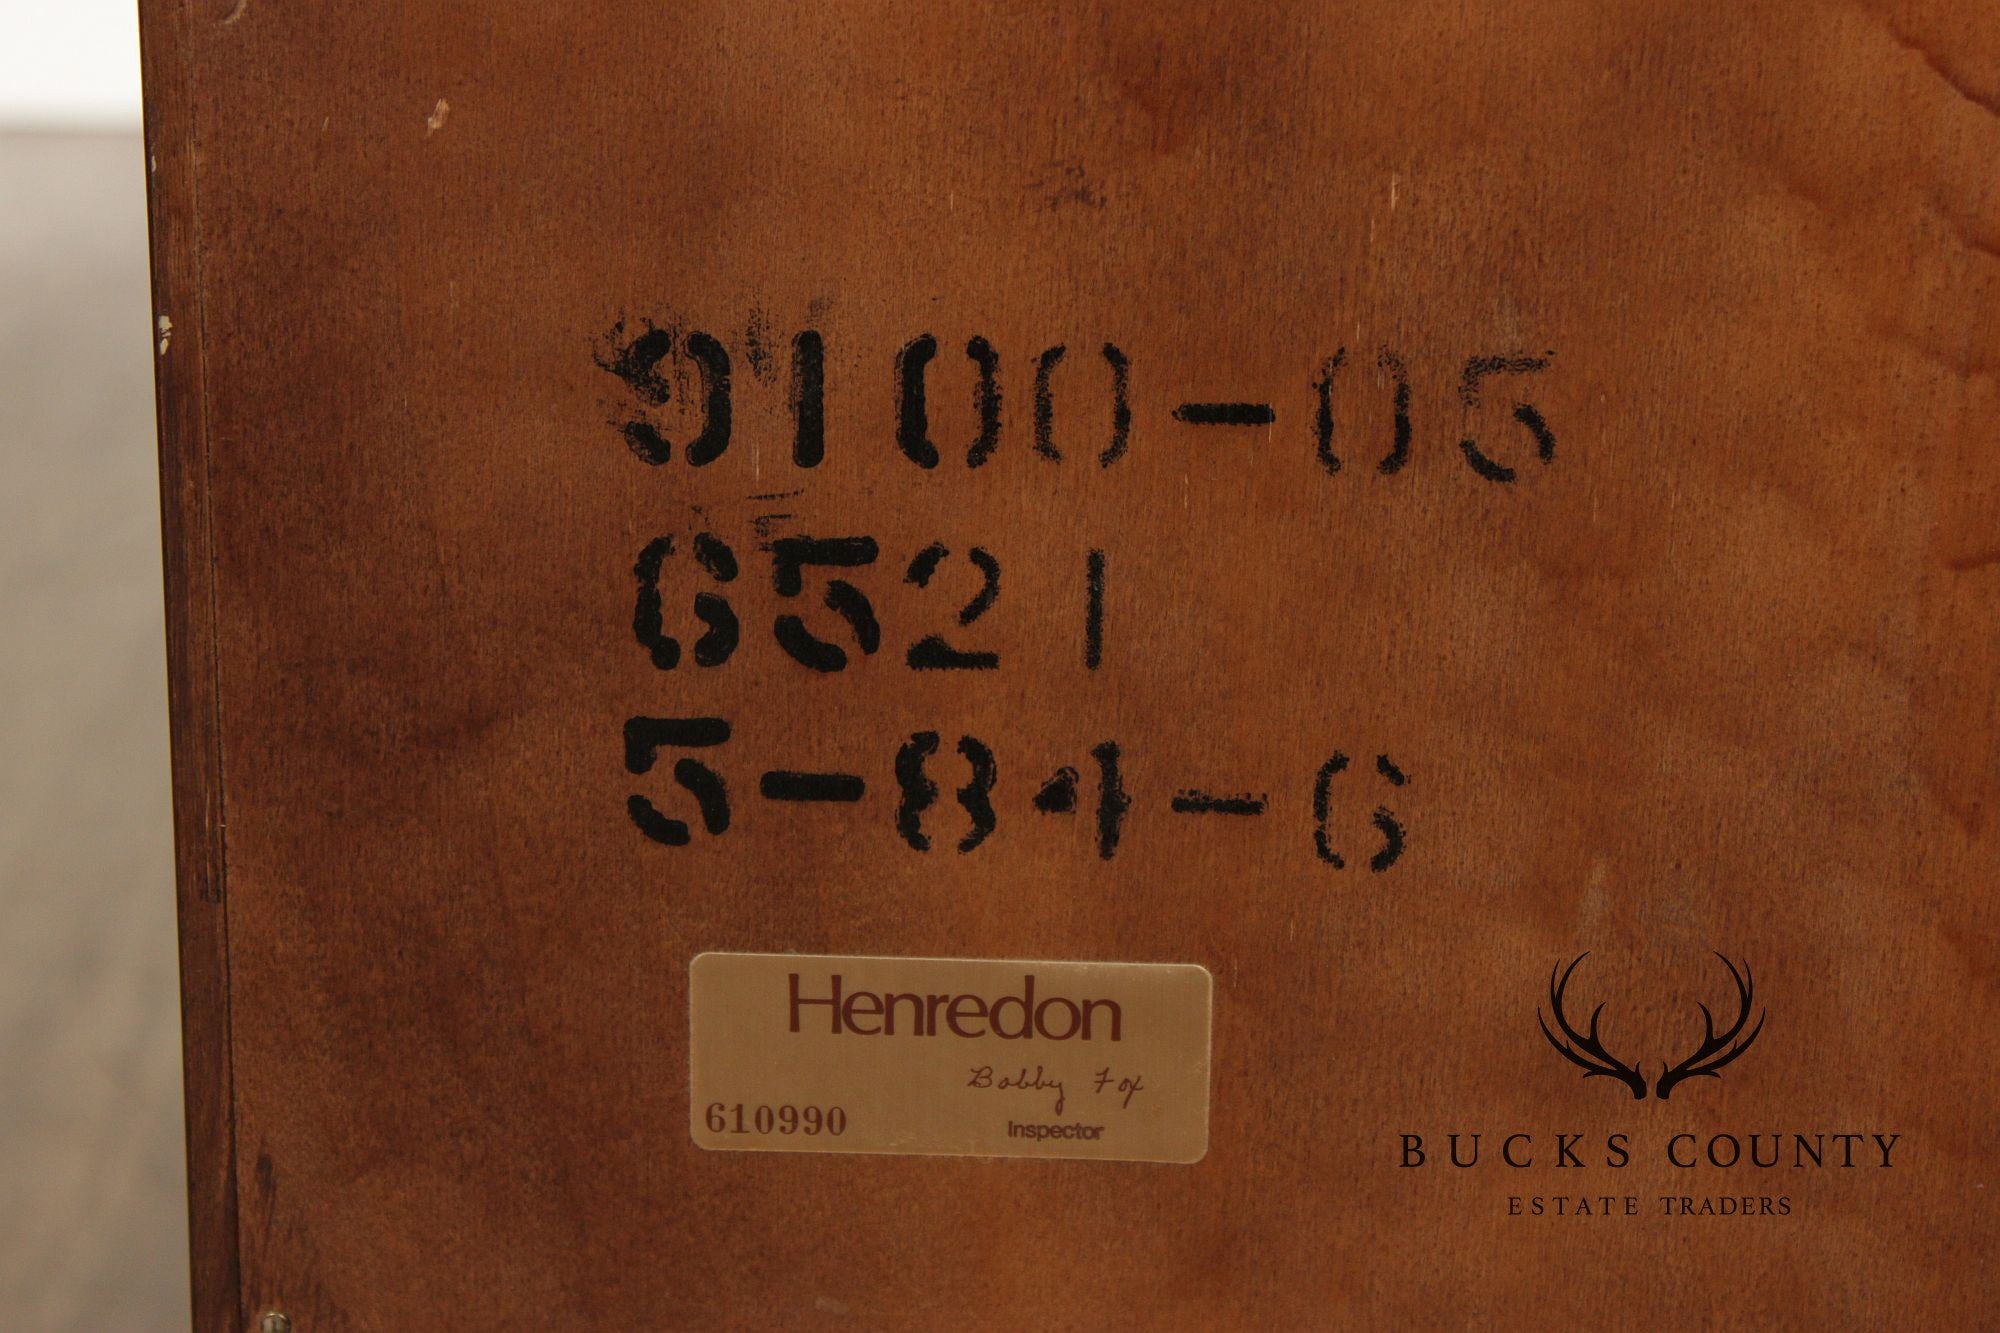 9100-05
6521
5-84-6
Henredon
Bobby Fox
610990 Inspector
BUCKS COUNTY
ESTATE TRADERS